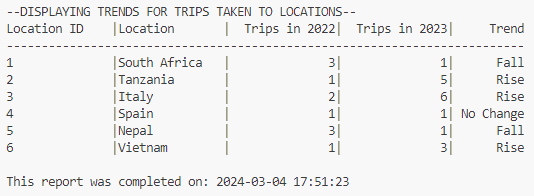 --DISPLAYING TRENDS FOR TRIPS TAKEN TO LOCATIONS--
Location ID    |Location       |  Trips in 2022|  Trips in 2023|     Trend
---------------------------------------------------------------------------
1              |South Africa   |              3|              1|      Fall
2              |Tanzania       |              1|              5|      Rise
3              |Italy          |              2|              6|      Rise
4              |Spain          |              1|              1| No Change
5              |Nepal          |              3|              1|      Fall
6              |Vietnam        |              1|              3|      Rise
This report was completed on: 2024-03-04 17:51:23